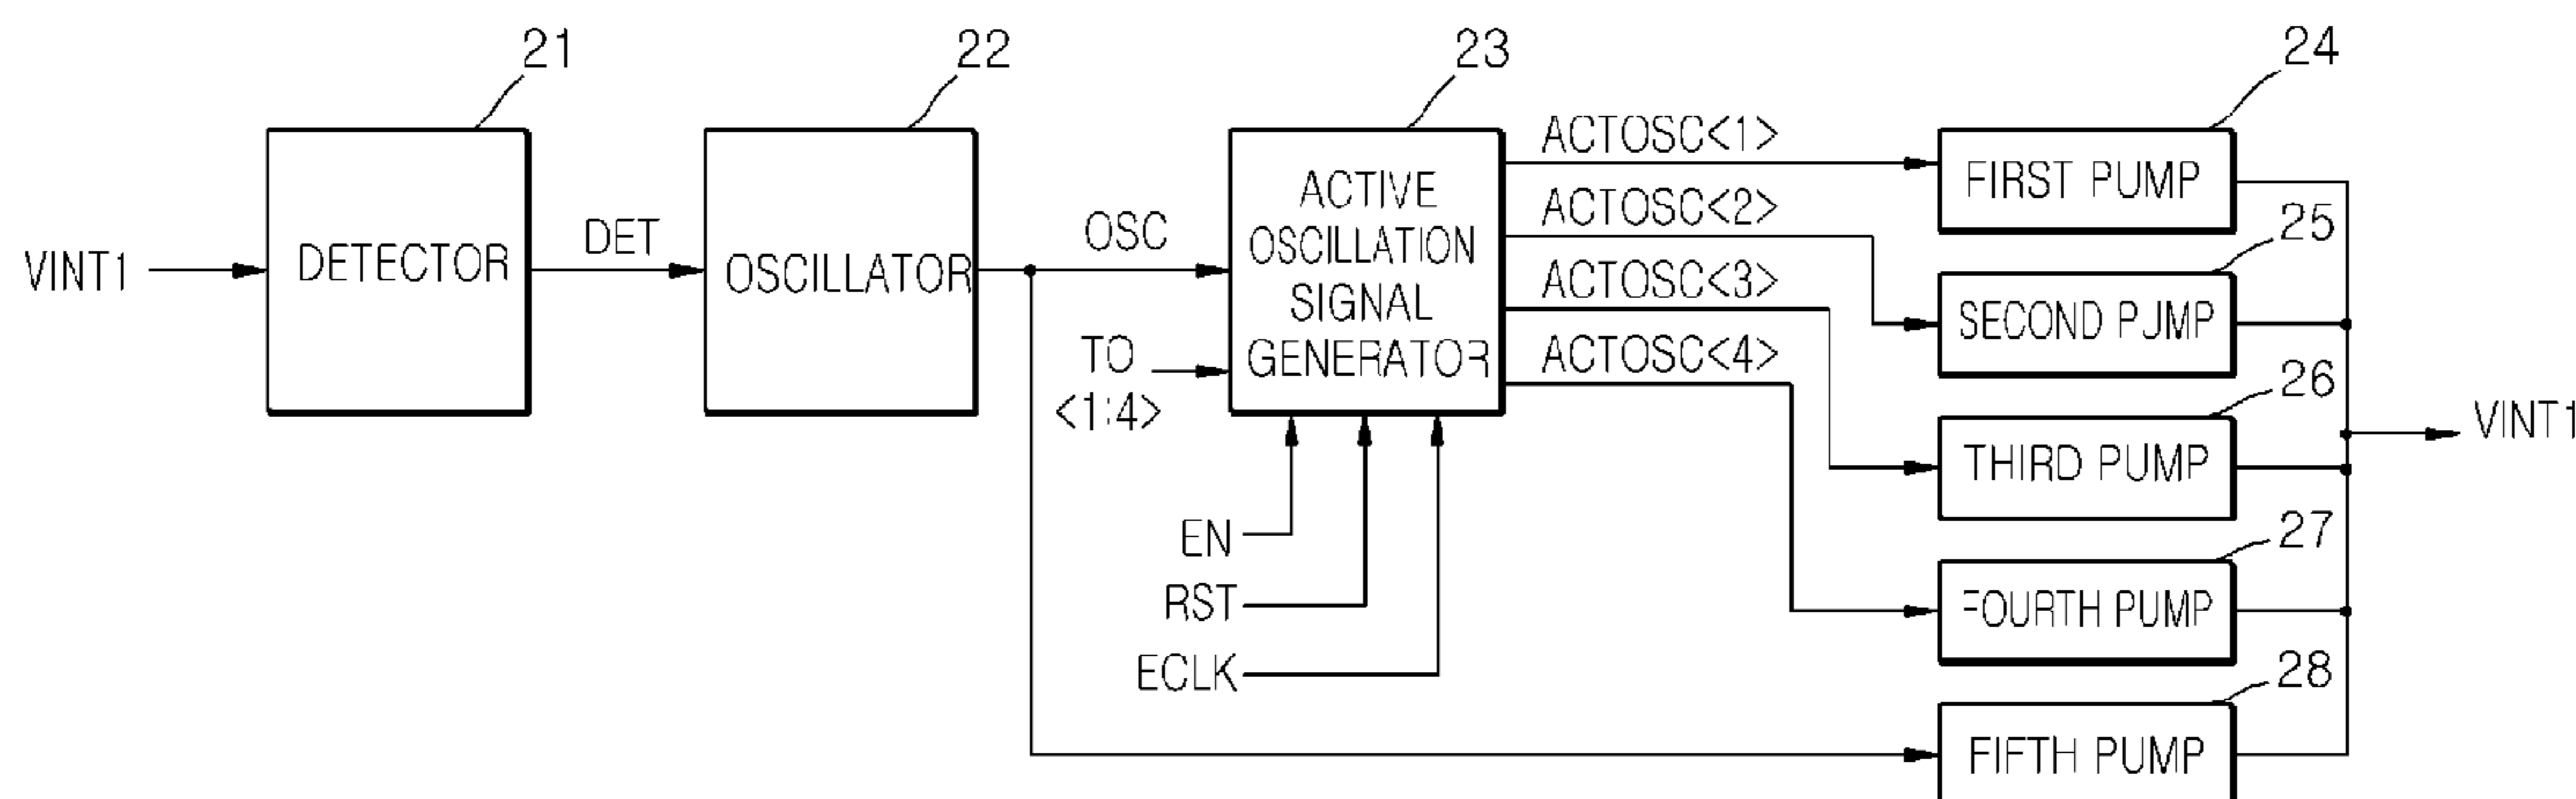 21
22
23
24
VINT1
DETECTOR
DET
OSCILLATOR
OSC
TO
<1:4>
ACTIVE
OSCILLATION
SIGNAL
GENERATOR
EN
RST
ECLK
ACTOSC<1>
ACTOSC<2>
ACTOSC<3>
ACTOSC<4>
FIRST PUMP
25
SECOND PUMP
26
THIRD PUMP
27
FOURTH PUMP
28
FIFTH PUMP
VINT1